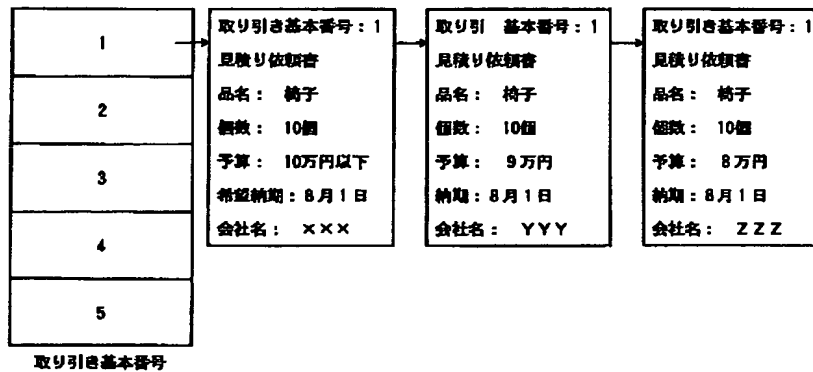 1
2
3
4
5
取り引き基本番号
取り引き基本番号：1
見積り依頼書
品名： 椅子
個数： 10個
予算： 10万円以下
希望納期：8月1日
会社名： ×××
取り引 基本番号：1
見積り依頼書
品名： 椅子
個数： 10個
予算： 9万円
納期：8月1日
会社名： YYY
取り引き基本番号：1
見積り依頼書
品名： 椅子
個数： 10個
予算： 8万円
納期：8月1日
会社名： ZZZ